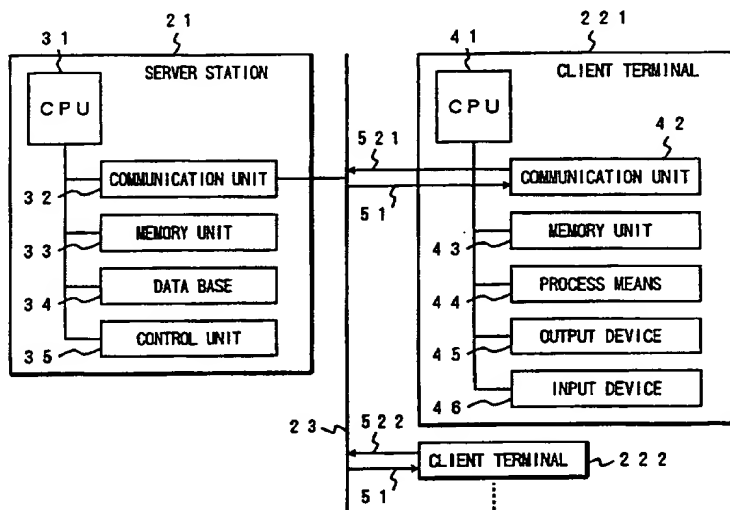 31
21
SERVER STATION
CPU
COMMUNICATION UNIT
32
MEMORY UNIT
33
DATA BASE
34
CONTROL UNIT
35
41
221
CLIENT TERMINAL
CPU
521
42
COMMUNICATION UNIT
51
MEMORY UNIT
43
PROCESS MEANS
44
OUTPUT DEVICE
45
INPUT DEVICE
46
23
522
CLIENT TERMINAL
222
51